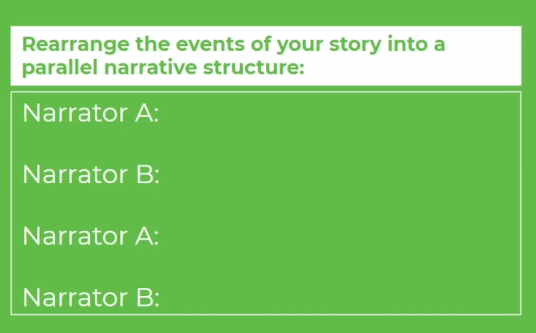 Rearrange the events of your story into a
parallel narrative structure:
Narrator A:
Narrator B:
Narrator A:
Narrator B: